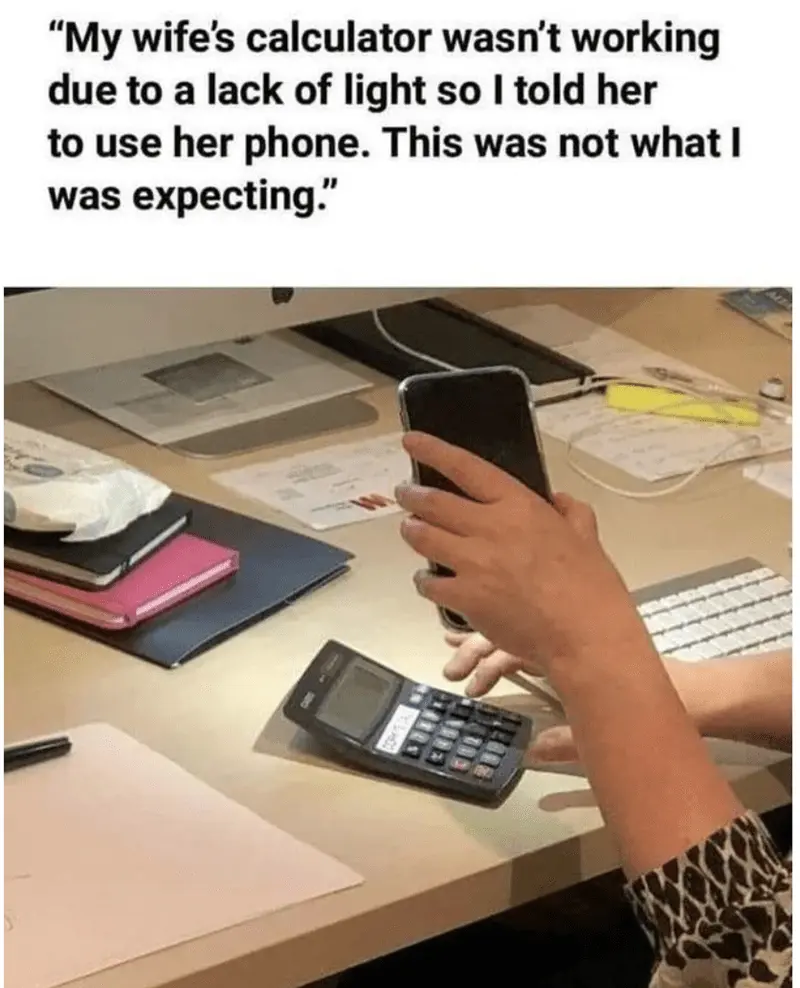 “My wife’s calculator wasn’t working
due to a lack of light so I told her
to use her phone. This was not what I
was expecting.”